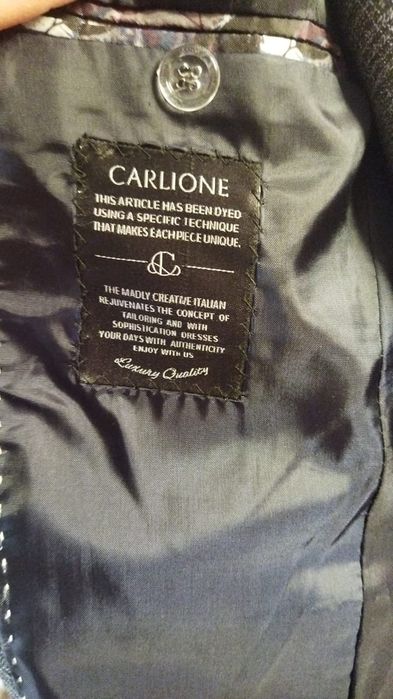 CARLIONE
THIS ARTICLE HAS BEEN DYED
USING A SPECIFIC TECHNIQUE
THAT MAKES EACH PIECE UNIQUE.
THE MADLY CREATIVE ITALIAN
REJUVENATES THE CONCEPT OF
TAILORING AND WITH
SOPHISTICATION DRESSES
YOUR DAYS WITH AUTHENTICITY
ENJOY WITH US
Luxury Quality